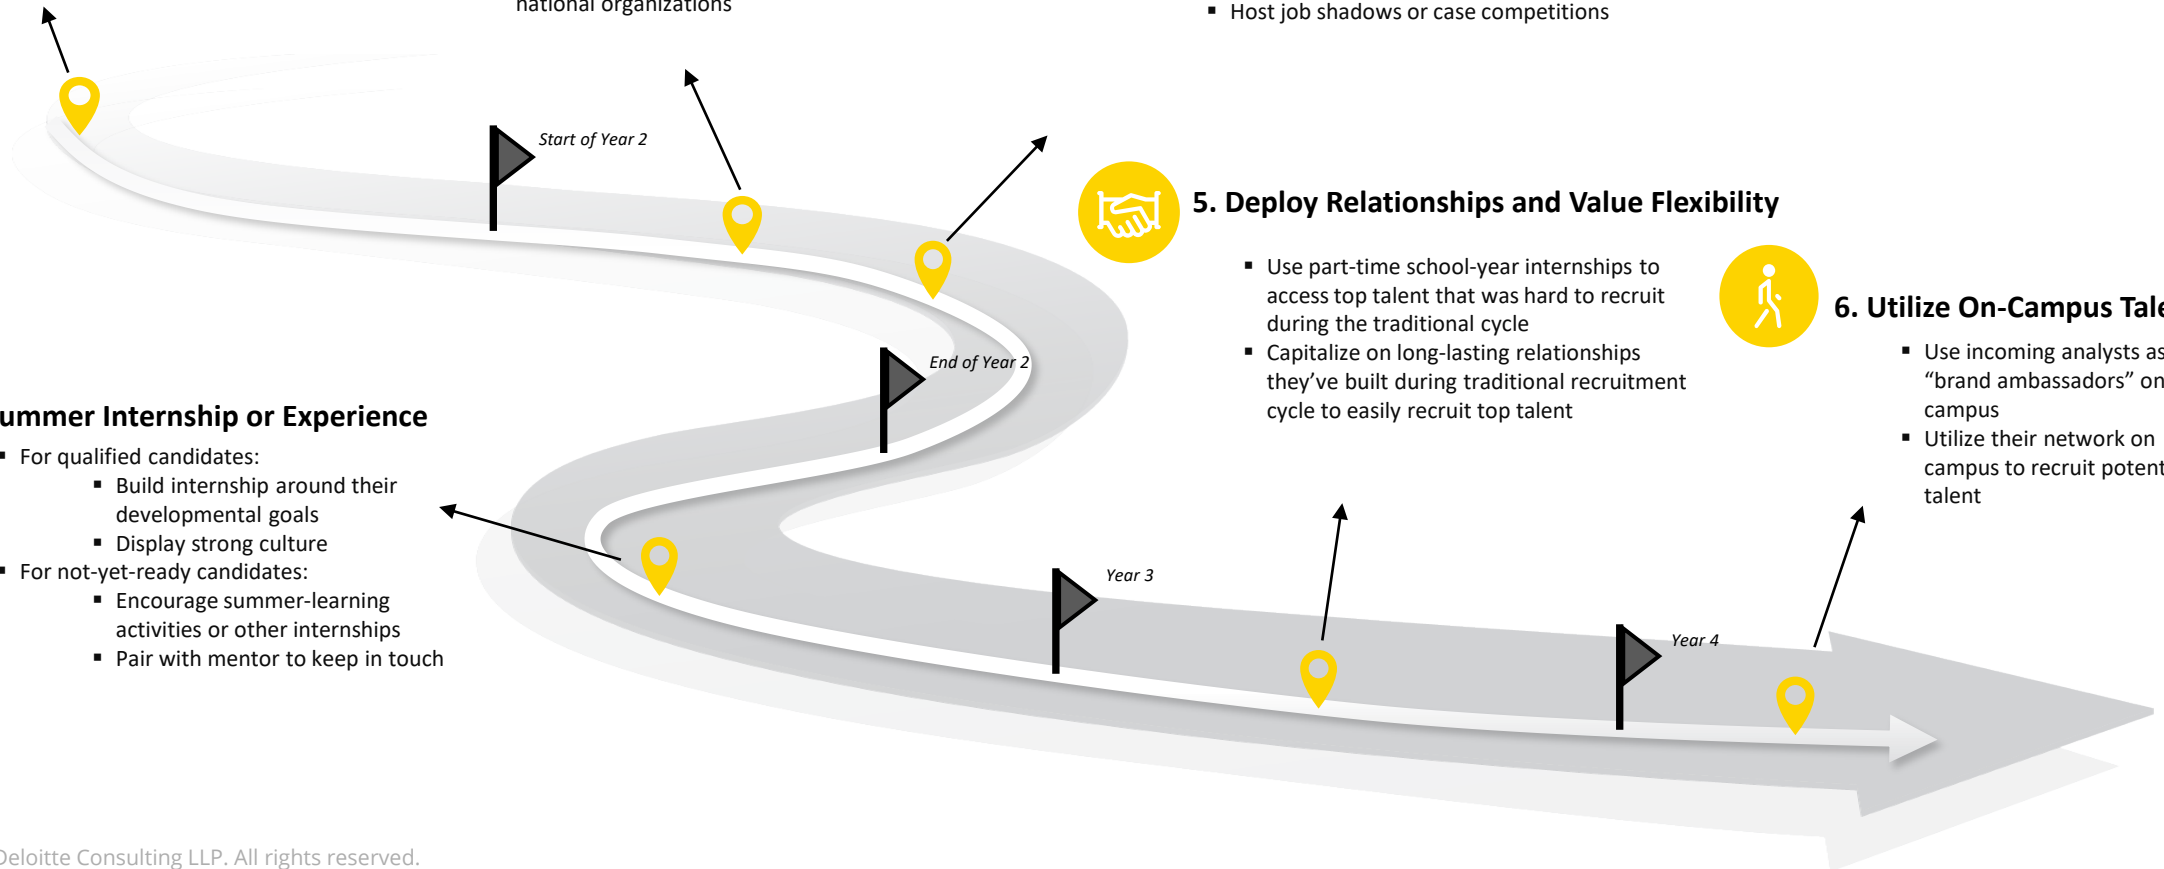 national organizations
▪ Host job shadows or case competitions
Start of Year 2
5. Deploy Relationships and Value Flexibility
▪ Use part-time school-year internships to
access top talent that was hard to recruit
during the traditional cycle
▪ Capitalize on long-lasting relationships
they’ve built during traditional recruitment
cycle to easily recruit top talent
6. Utilize On-Campus Tale
▪ Use incoming analysts as
“brand ambassadors” on
campus
▪ Utilize their network on
campus to recruit potent
talent
End of Year 2
ummer Internship or Experience
▪ For qualified candidates:
▪ Build internship around their
developmental goals
▪ Display strong culture
▪ For not-yet-ready candidates:
▪ Encourage summer-learning
activities or other internships
▪ Pair with mentor to keep in touch
Year 3
Year 4
Deloitte Consulting LLP. All rights reserved.